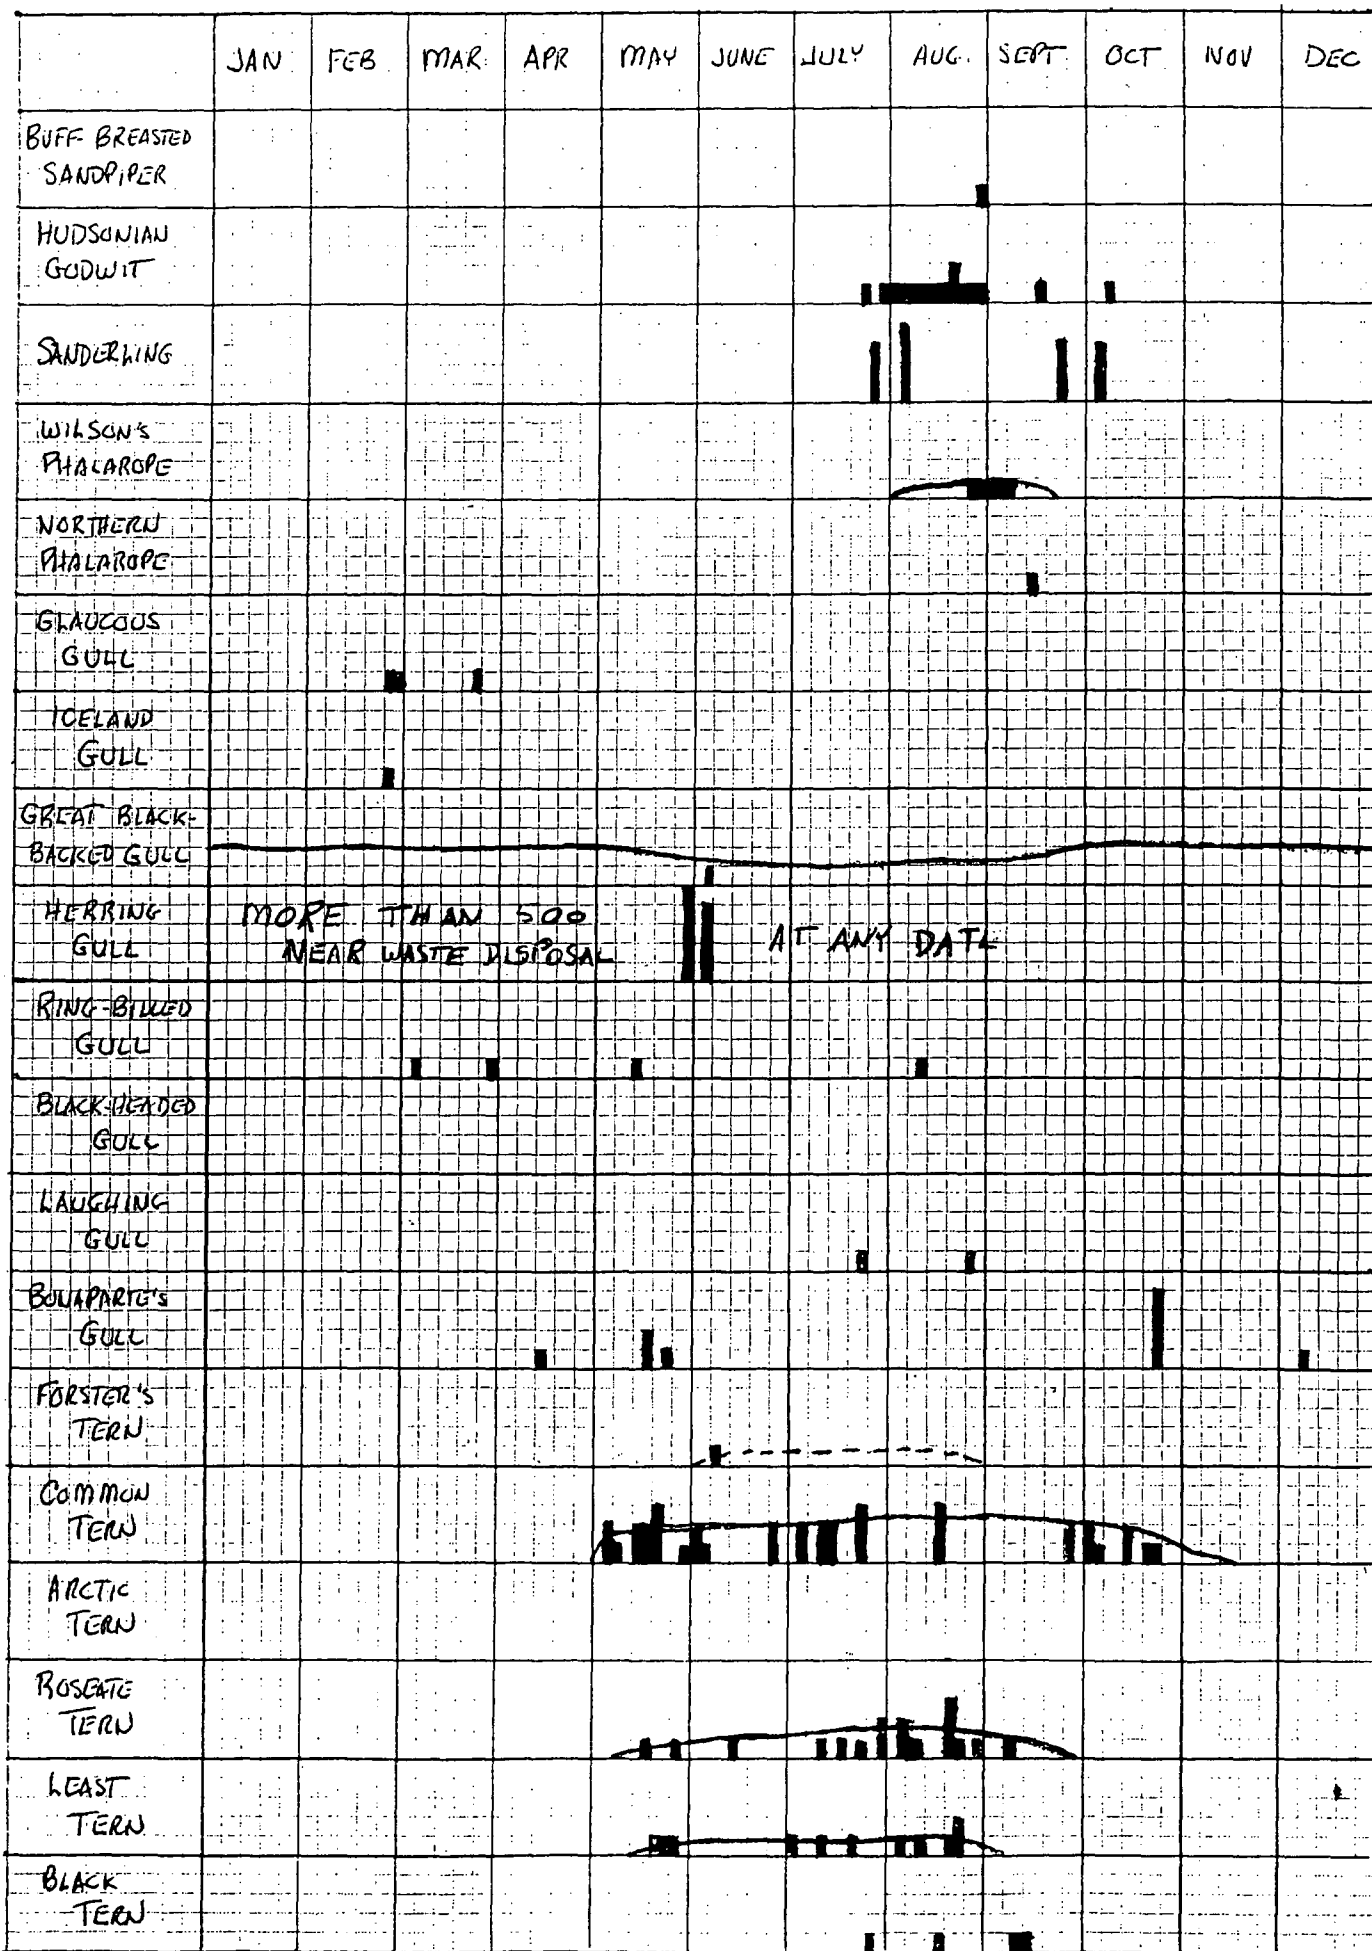 JAN FEB MAR. APR MAY JUNE JULY AUG. SEPT. OCT NOV DEC
BUFF-BREASTED
SANDPIPER
HUDSONIAN
GODWIT
SANDERLING
WILSON'S
PHALAROPE
NORTHERN
PHALAROPE
GLAUCOUS
GULL
ICELAND
GULL
GREAT BLACK-
BACKED GULL
HERRING MORE THAN 500
GULL NEAR WASTE DISPOSAL AT ANY DATE
RING-BILLED
GULL
BLACK-HEADED
GULL
LAUGHING
GULL
BONAPARTE'S
GULL
FORSTER'S
TERN
COMMON
TERN
ARCTIC
TERN
ROSEATE
TERN
LEAST
TERN
BLACK
TERN